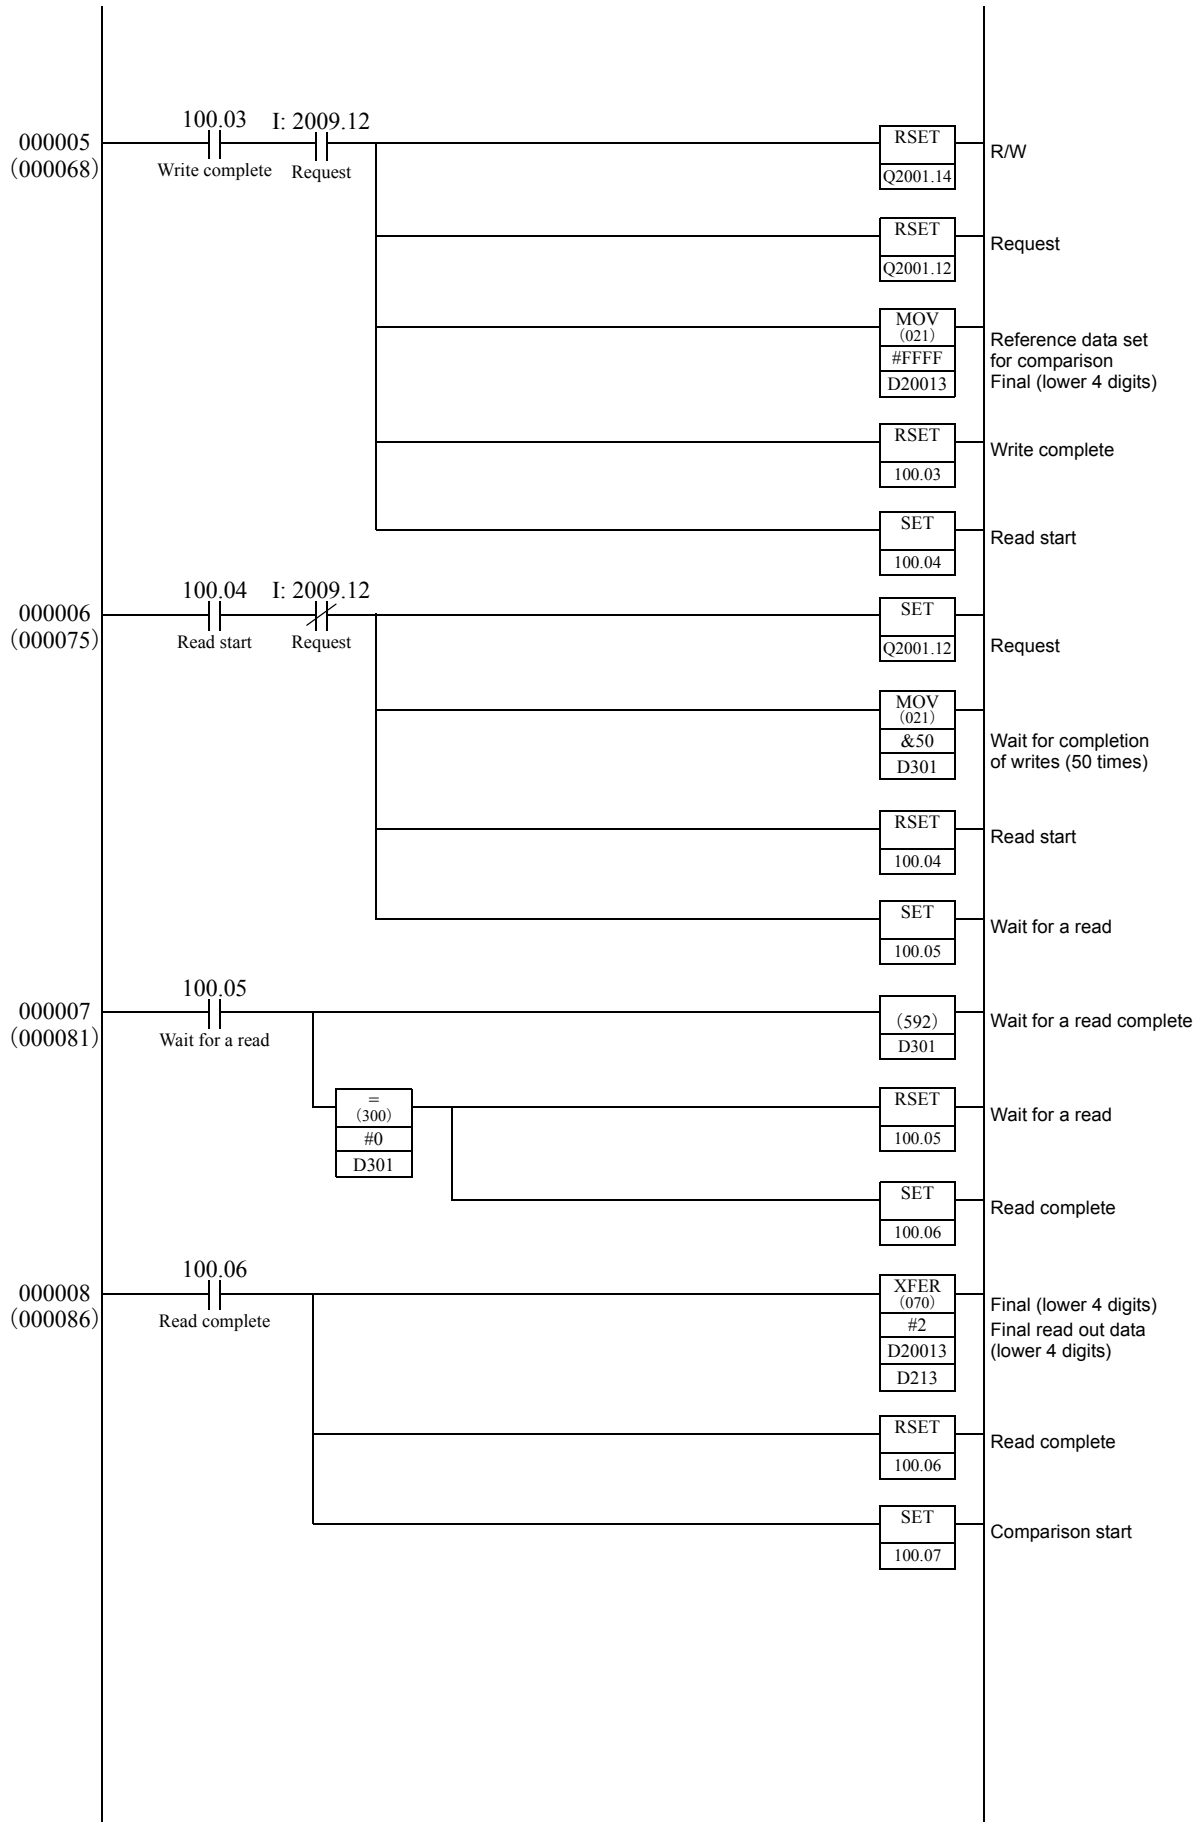 100.03
I: 2009.12
000005
(000068)
Write complete
Request
RSET
Q2001.14
R/W
RSET
Q2001.12
Request
MOV
(021)
#FFFF
D20013
Reference data set
for comparison
Final (lower 4 digits)
RSET
100.03
Write complete
SET
100.04
Read start
100.04
I: 2009.12
000006
(000075)
Read start
Request
SET
Q2001.12
Request
MOV
(021)
&50
D301
Wait for completion
of writes (50 times)
RSET
100.04
Read start
SET
100.05
Wait for a read
100.05
000007
(000081)
Wait for a read
(592)
D301
Wait for a read complete
=
(300)
#0
D301
RSET
100.05
Wait for a read
SET
100.06
Read complete
100.06
000008
(000086)
Read complete
XFER
(070)
#2
D20013
D213
Final (lower 4 digits)
Final read out data
(lower 4 digits)
RSET
100.06
Read complete
SET
100.07
Comparison start